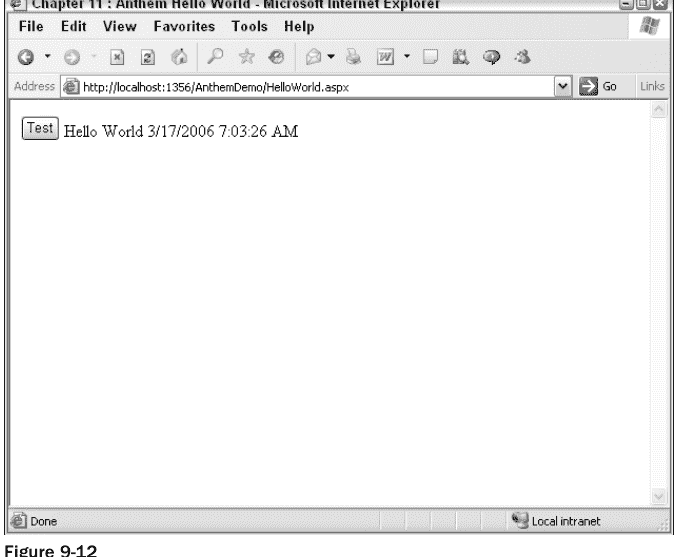 Chapter 11 : Anthem Hello World - Microsoft Internet Explorer
File Edit View Favorites Tools Help
Address http://localhost:1356/AnthemDemo/HelloWorld.aspx Go Links
Test Hello World 3/17/2006 7:03:26 AM
Done Local intranet
Figure 9-12